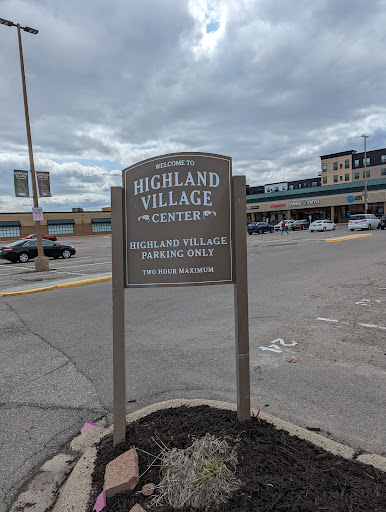 WELCOME TO
HIGHLAND
VILLAGE
CENTER
HIGHLAND VILLAGE
PARKING ONLY
TWO HOUR MAXIMUM